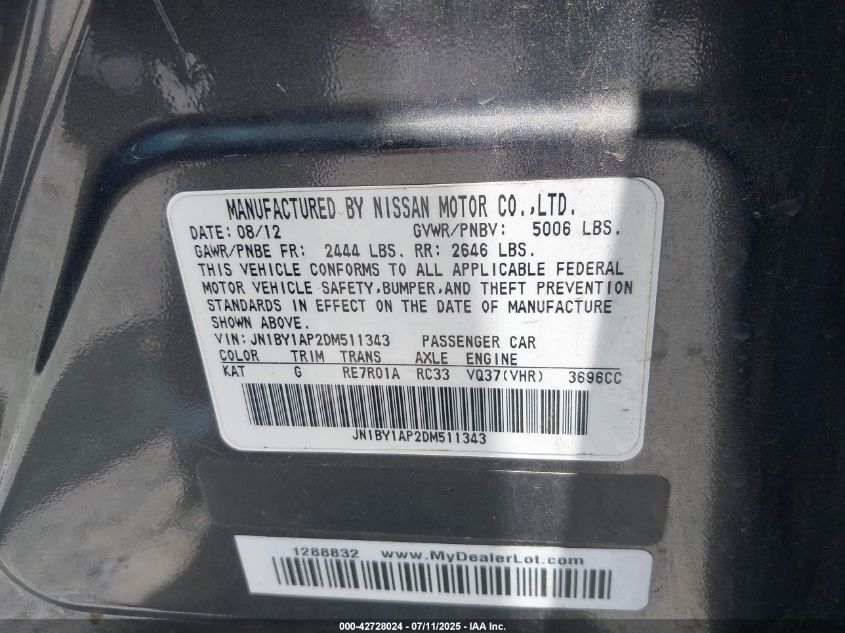 MANUFACTURED BY NISSAN MOTOR CO.,LTD.
DATE: 08/12 GVWR/PNBV: 5006 LBS.
GAWR/PNBE FR: 2444 LBS. RR: 2646 LBS.
THIS VEHICLE CONFORMS TO ALL APPLICABLE FEDERAL
MOTOR VEHICLE SAFETY,BUMPER,AND THEFT PREVENTION
STANDARDS IN EFFECT ON THE DATE OF MANUFACTURE
SHOWN ABOVE.
VIN: JN1BY1AP2DM511343 PASSENGER CAR
COLOR TRIM TRANS AXLE ENGINE
KAT G RE7R01A RC33 VQ37(VHR) 3696CC
JN1BY1AP2DM511343
1288832 www.MyDealerLot.com
000-42728024 - 07/11/2025 - IAA Inc.